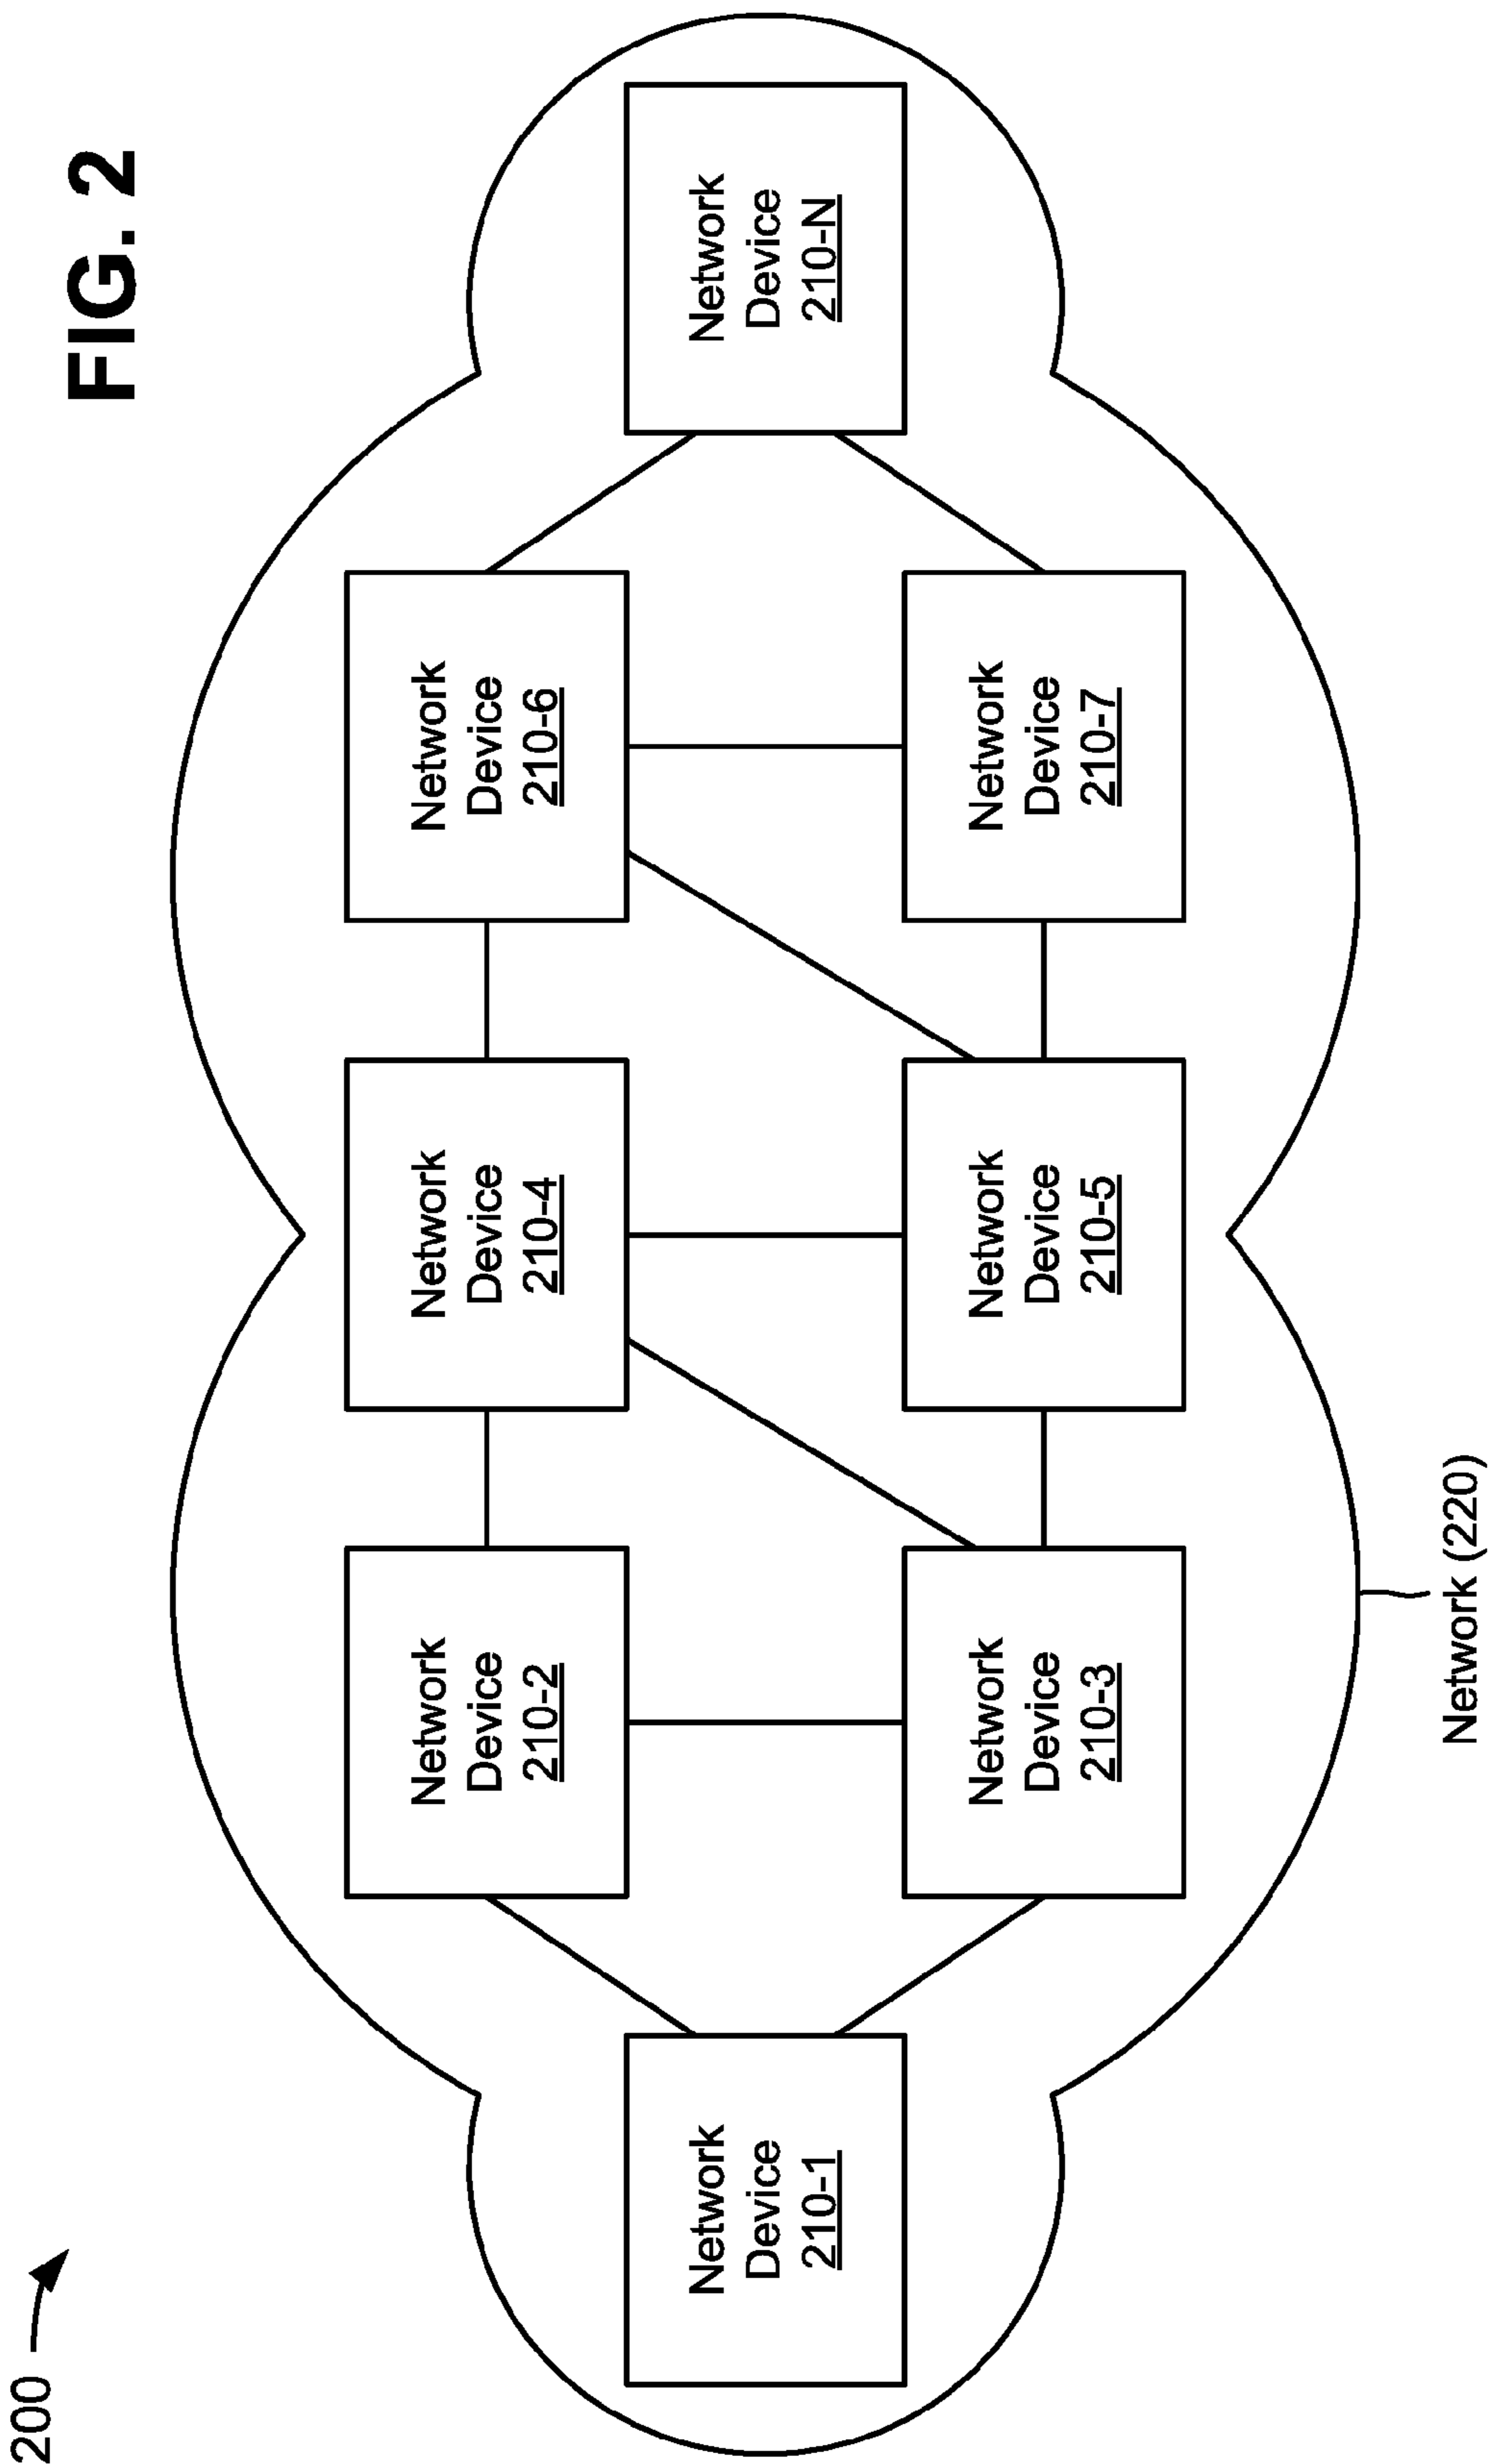 FIG. 2
200
Network
Device
210-1
Network
Device
210-2
Network
Device
210-3
Network
Device
210-4
Network
Device
210-5
Network
Device
210-6
Network
Device
210-7
Network
Device
210-N
Network (220)